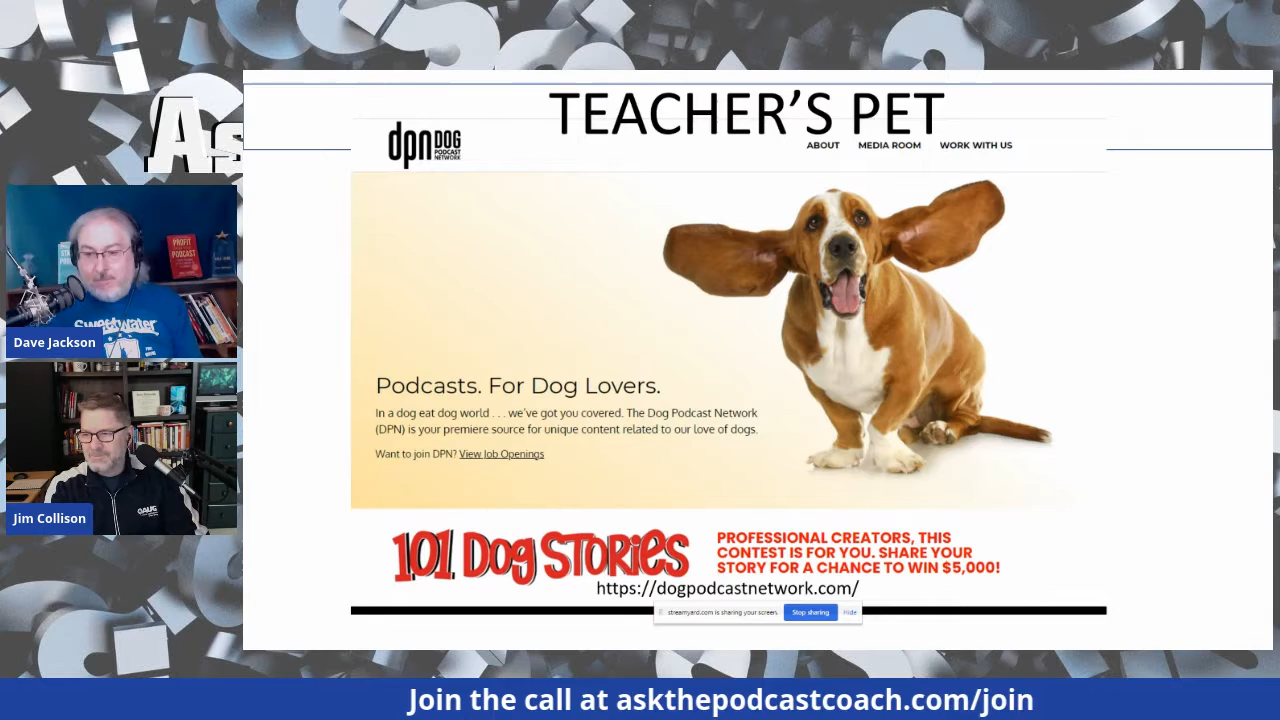 As
TEACHER’S PET
dpn DOG
PODCAST
NETWORK
ABOUT MEDIA ROOM WORK WITH US
PROFIT
PODCAST
Sweetwater
Dave Jackson
Podcasts. For Dog Lovers.
In a dog eat dog world . . . we’ve got you covered. The Dog Podcast Network
(DPN) is your premiere source for unique content related to our love of dogs.
Want to join DPN? View Job Openings
Jim Collison
101 DOG STORIES
PROFESSIONAL CREATORS, THIS
CONTEST IS FOR YOU. SHARE YOUR
STORY FOR A CHANCE TO WIN $5,000!
https://dogpodcastnetwork.com/
streamyard.com is sharing your screen. Stop sharing Hide
Join the call at askthepodcastcoach.com/join